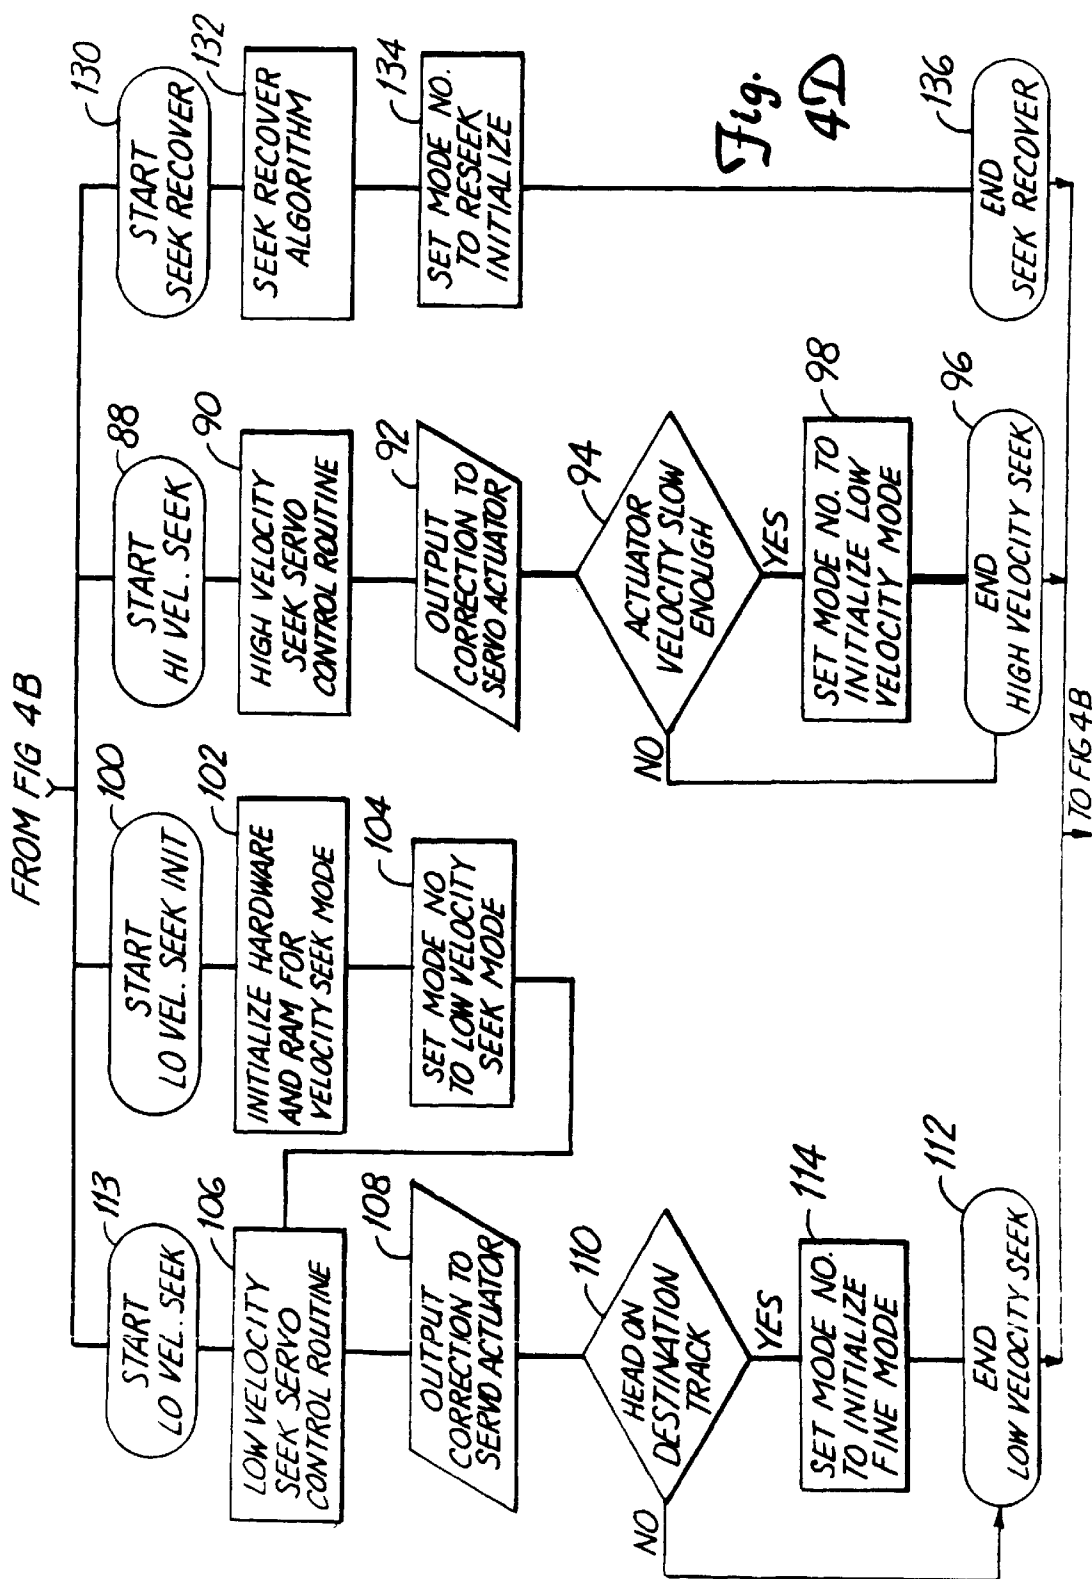 FROM FIG 4B
113
START
LO VEL. SEEK
106
LOW VELOCITY
SEEK SERVO
CONTROL ROUTINE
108
OUTPUT
CORRECTION TO
SERVO ACTUATOR
110
HEAD ON
DESTINATION
TRACK
NO
YES
114
SET MODE NO.
TO INITIALIZE
FINE MODE
112
END
LOW VELOCITY SEEK
100
START
LO VEL. SEEK INIT
102
INITIALIZE HARDWARE
AND RAM FOR
VELOCITY SEEK MODE
104
SET MODE NO
TO LOW VELOCITY
SEEK MODE
88
START
HI VEL. SEEK
90
HIGH VELOCITY
SEEK SERVO
CONTROL ROUTINE
92
OUTPUT
CORRECTION TO
SERVO ACTUATOR
94
ACTUATOR
VELOCITY SLOW
ENOUGH
NO
YES
98
SET MODE NO. TO
INITIALIZE LOW
VELOCITY MODE
96
END
HIGH VELOCITY SEEK
130
START
SEEK RECOVER
132
SEEK RECOVER
ALGORITHM
134
SET MODE NO.
TO RESEEK
INITIALIZE
136
END
SEEK RECOVER
TO FIG 4B
Fig.
4D